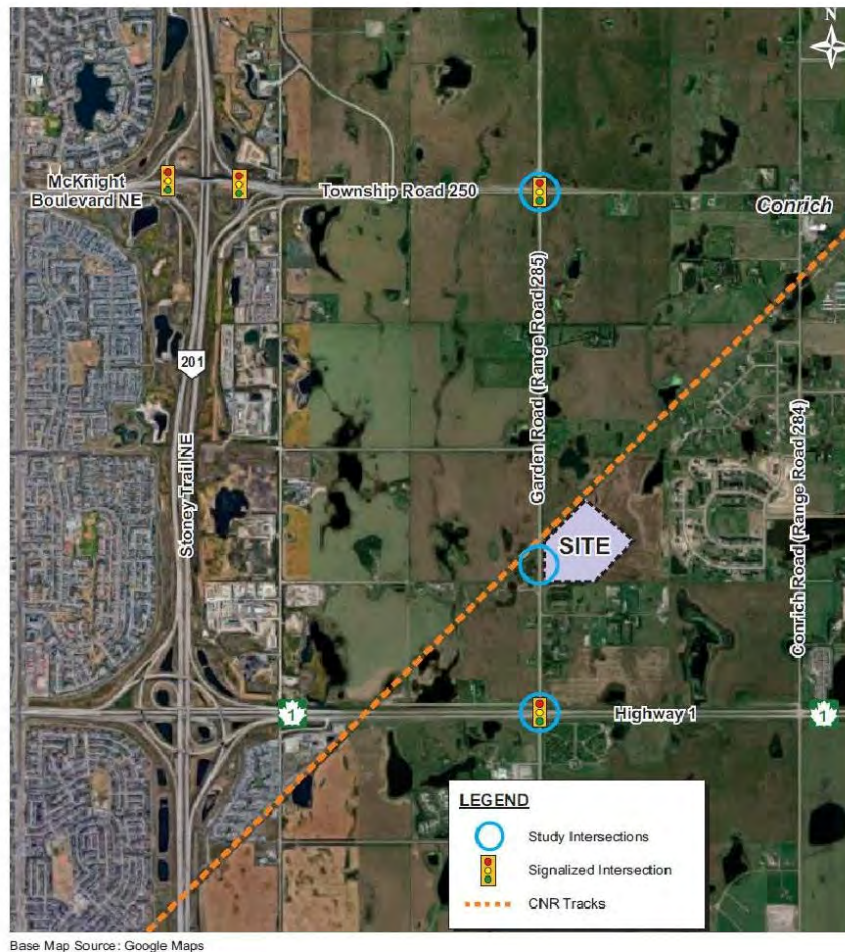 N
McKnight
Boulevard NE
Township Road 250
Conrich
Garden Road (Range Road 285)
201
Stoney Trail NE
Conrich Road (Range Road 284)
SITE
1
Highway 1
1
LEGEND
Study Intersections
Signalized Intersection
CNR Tracks
Base Map Source: Google Maps